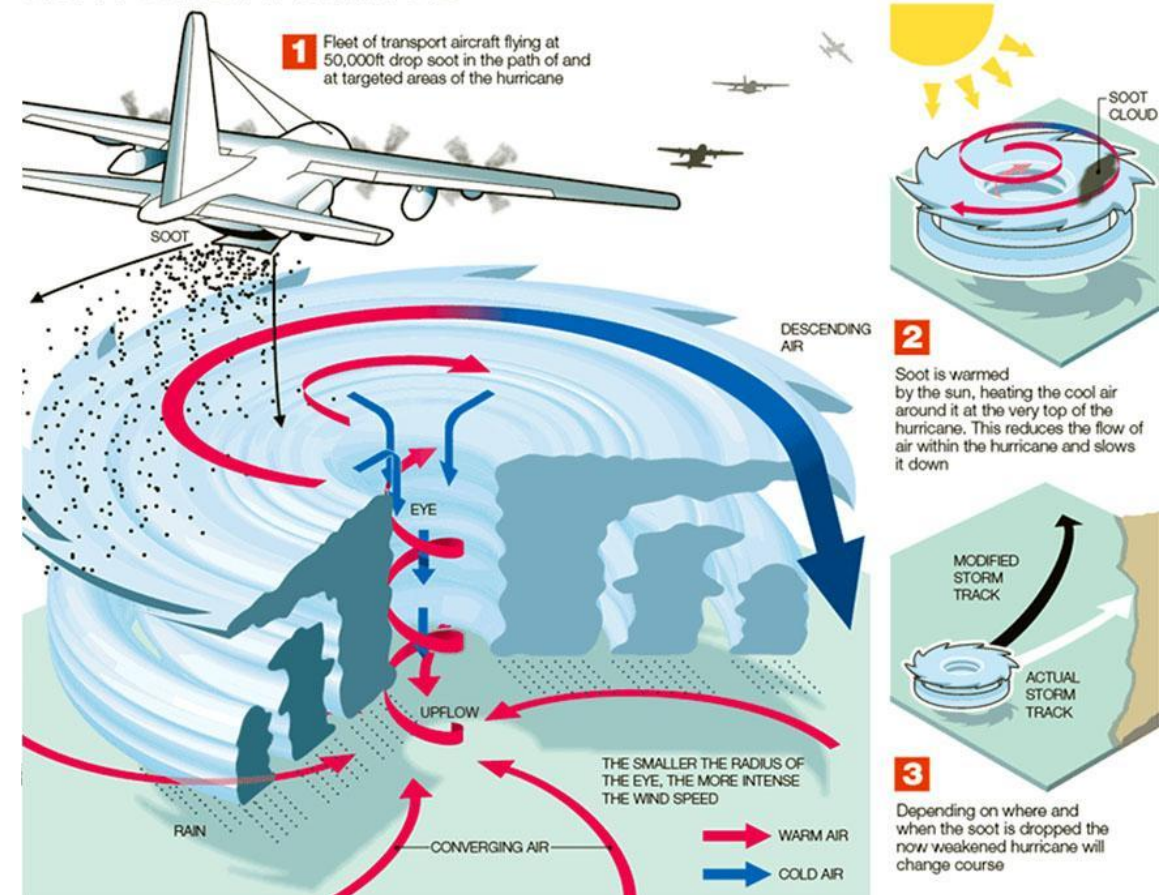 1
Fleet of transport aircraft flying at
50,000ft drop soot in the path of and
at targeted areas of the hurricane
SOOT
SOOT
CLOUD
2
Soot is warmed
by the sun, heating the cool air
around it at the very top of the
hurricane. This reduces the flow of
air within the hurricane and slows
it down
DESCENDING
AIR
EYE
UPFLOW
THE SMALLER THE RADIUS OF
THE EYE, THE MORE INTENSE
THE WIND SPEED
RAIN
CONVERGING AIR
WARM AIR
COLD AIR
MODIFIED
STORM
TRACK
ACTUAL
STORM
TRACK
3
Depending on where and
when the soot is dropped the
now weakened hurricane will
change course